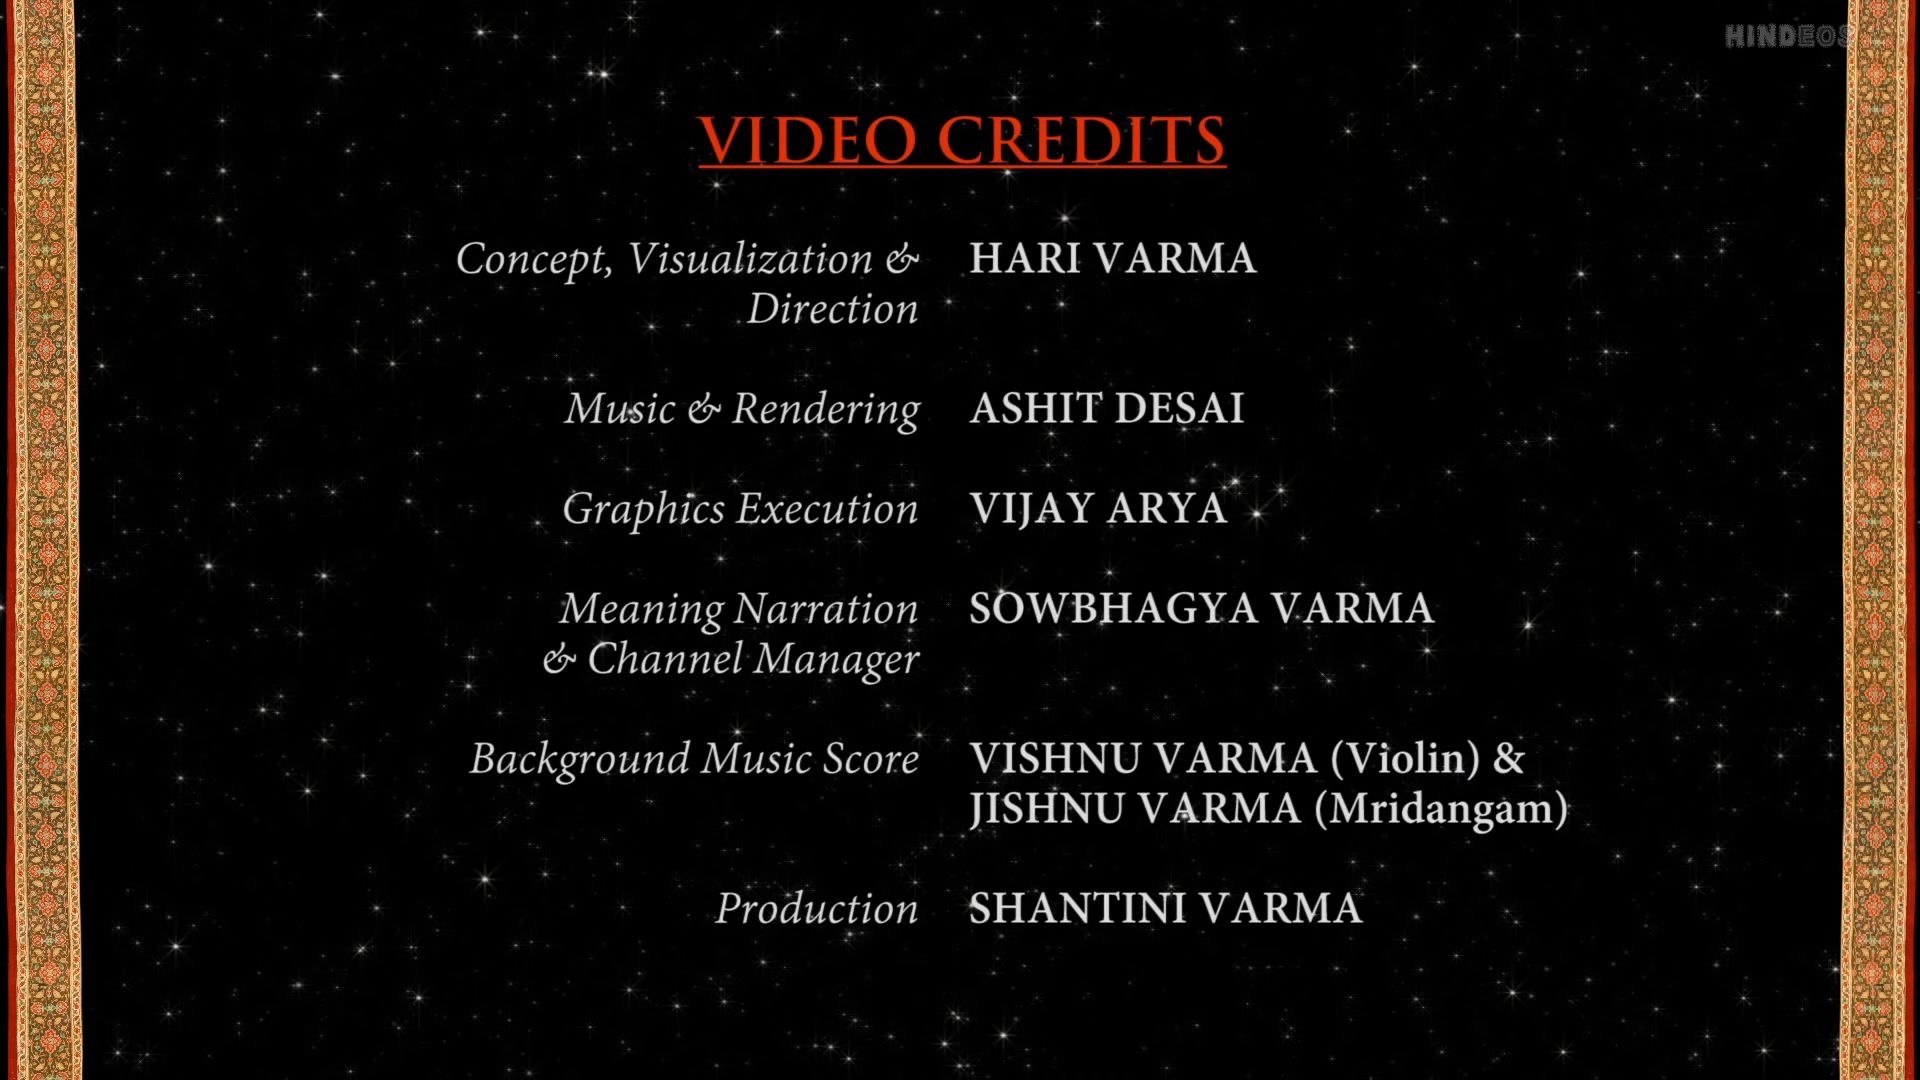 HINDEOS
VIDEO CREDITS
Concept, Visualization & HARI VARMA
Direction
Music & Rendering ASHIT DESAI
Graphics Execution VIJAY ARYA
Meaning Narration SOWBHAGYA VARMA
& Channel Manager
Background Music Score VISHNU VARMA (Violin) &
JISHNU VARMA (Mridangam)
Production SHANTINI VARMA